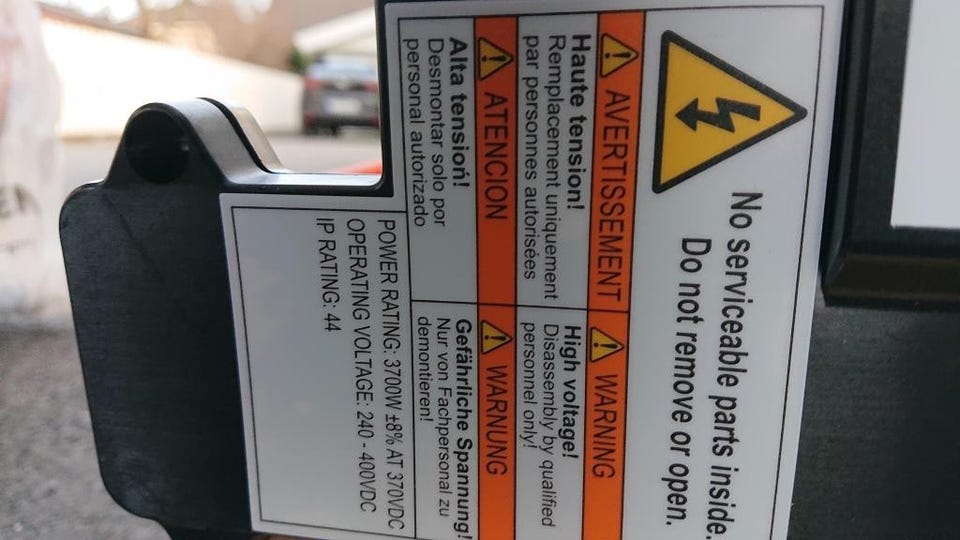 No serviceable parts inside.
Do not remove or open.
AVERTISSEMENT
Haute tension!
Remplacement uniquement
par personnes autorisées
WARNING
High voltage!
Disassembly by qualified
personnel only!
ATENCION
Alta tensioń!
Desmontar solo por
personal autorizado
WARNUNG
Gefährliche Spannung!
Nur von Fachpersonal zu
demontieren!
POWER RATING: 3700W ±8% AT 370VDC
OPERATING VOLTAGE: 240 - 400VDC
IP RATING: 44